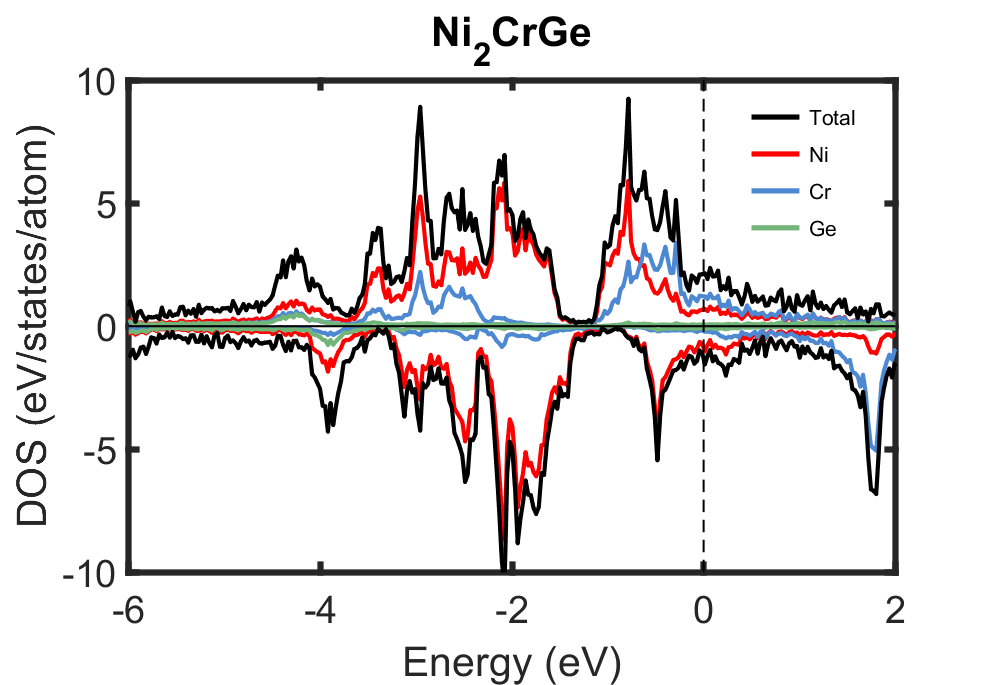 Ni₂CrGe
10
5
0
-5
-10
DOS (eV/states/atom)
Total
Ni
Cr
Ge
-6
-4
-2
0
2
Energy (eV)